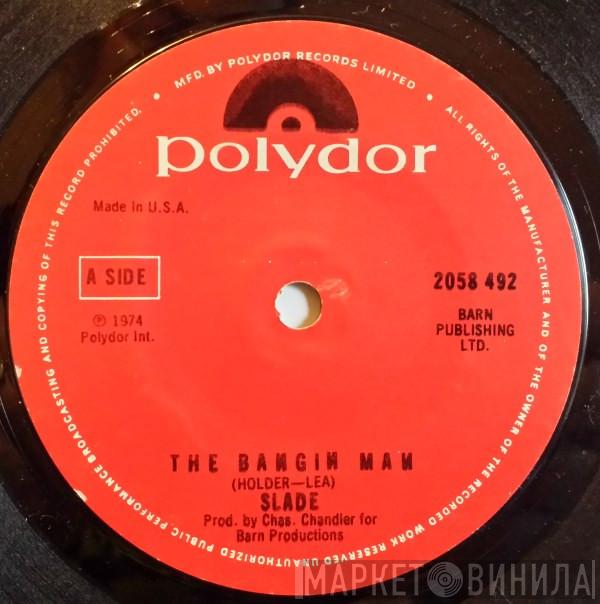 MFD. BY POLYDOR RECORDS LIMITED • ALL RIGHTS OF THE MANUFACTURER AND OF THE OWNER OF THE RECORDED WORK RESERVED UNAUTHORIZED PUBLIC PERFORMANCE BROADCASTING AND COPYING OF THIS RECORD PROHIBITED. •
polydor
Made in U.S.A.
A SIDE
2058 492
℗ 1974
Polydor Int.
BARN
PUBLISHING
LTD.
THE BANGIN MAN
(HOLDER—LEA)
SLADE
Prod. by Chas. Chandler for
Barn Productions
МАРКЕТ ВИНИЛА